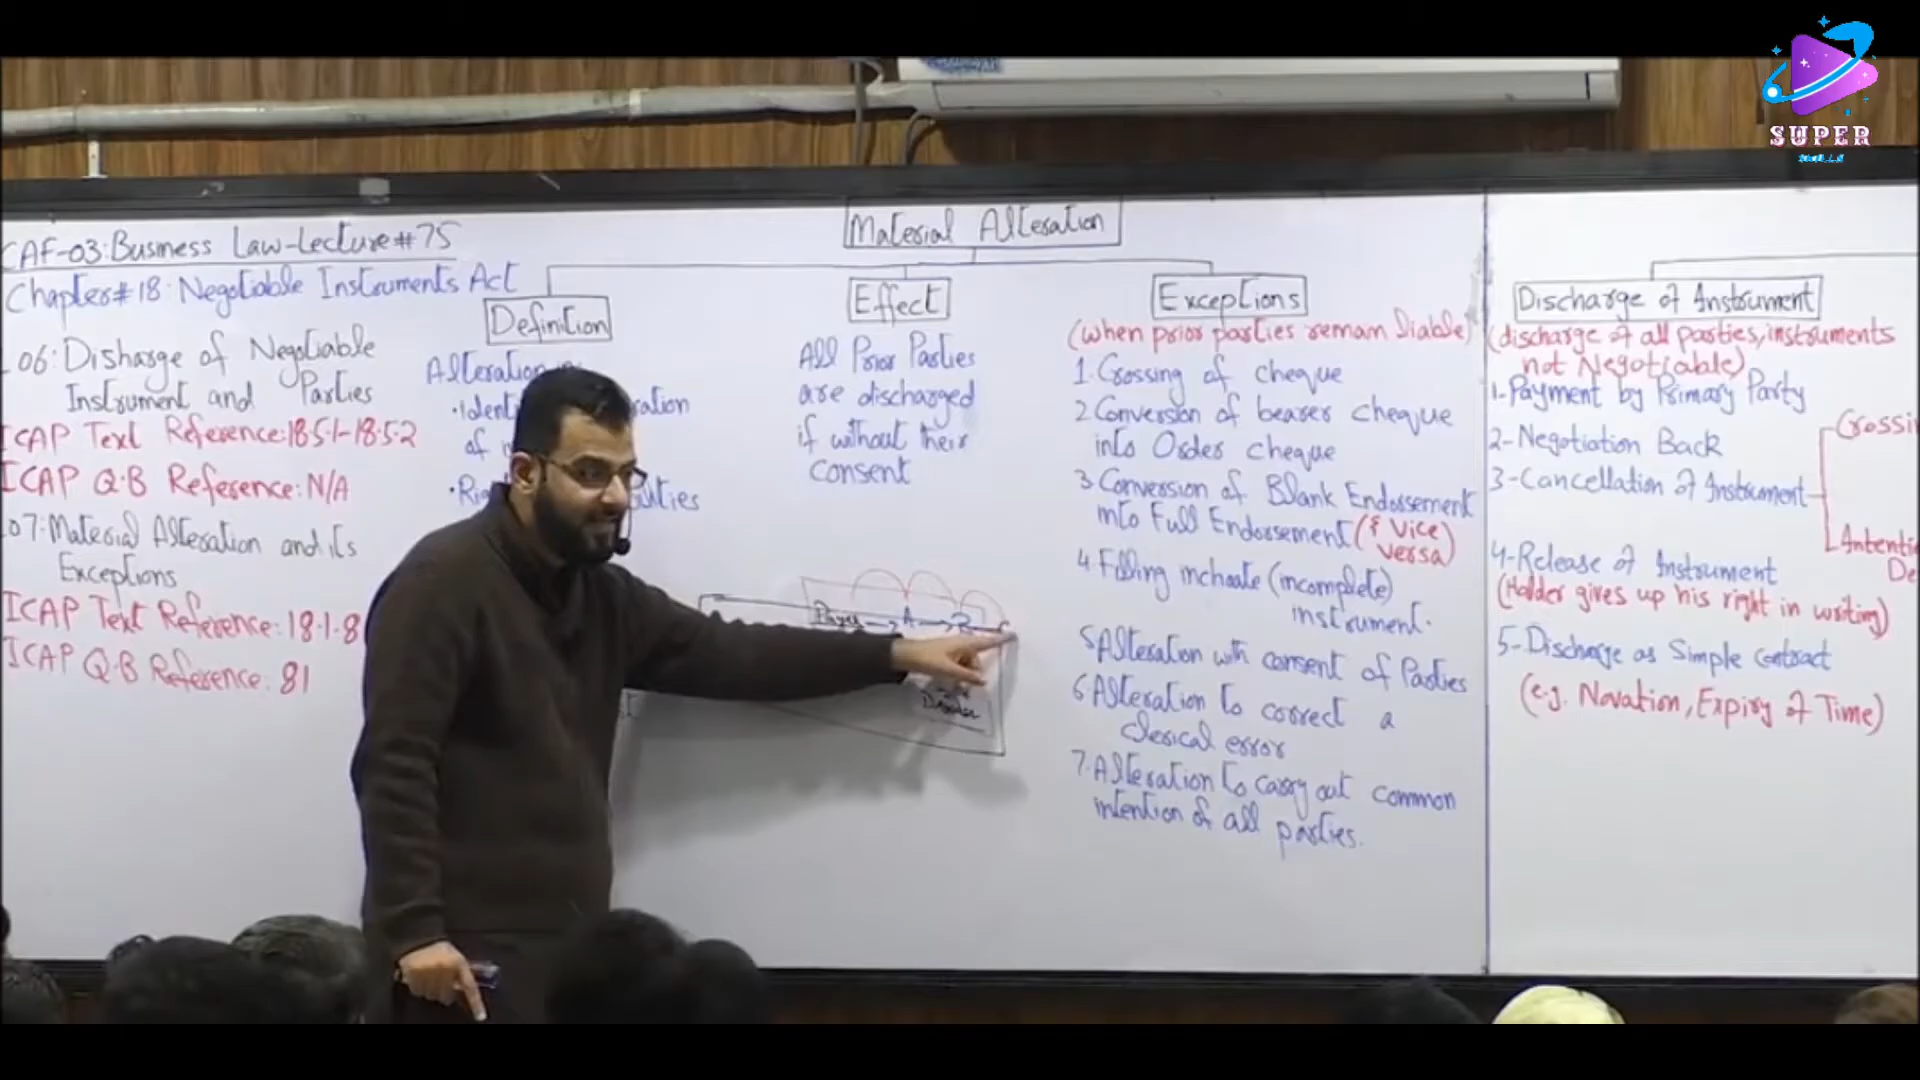 SUPER
CAF-03:Business Law-Lecture#75
Chapter#18: Negotiable Instruments Act
06: Disharge of Negotiable
Instrument and Parties
ICAP Text Reference:18.5.1-18.5.2
ICAP Q.B Reference: N/A
07: Material Alteration and its
Exceptions
ICAP Text Reference: 18.1.8
ICAP Q.B Reference: 81
Material Alteration
Definition
Alteration
of
Effect
All Prior Parties
are discharged
if without their
consent
Payee → A → B
Drawer
Exceptions
(when prior parties remain liable)
1. Crossing of cheque
2. Conversion of bearer cheque
into Order cheque
3. Conversion of Blank Endorsement
into Full Endorsement (& Vice
versa)
4. Filling inchoate (incomplete)
instrument.
5. Alteration with consent of Parties
6. Alteration to correct a
clerical error
7. Alteration to carry out common
intention of all parties.
Discharge of Instrument
(discharge of all parties, instruments
not Negotiable)
1-Payment by Primary Party
2-Negotiation Back
3-Cancellation of Instrument
4-Release of Instrument
(Holder gives up his right in writing)
5-Discharge as Simple contract
(e.g. Novation, Expiry of Time)